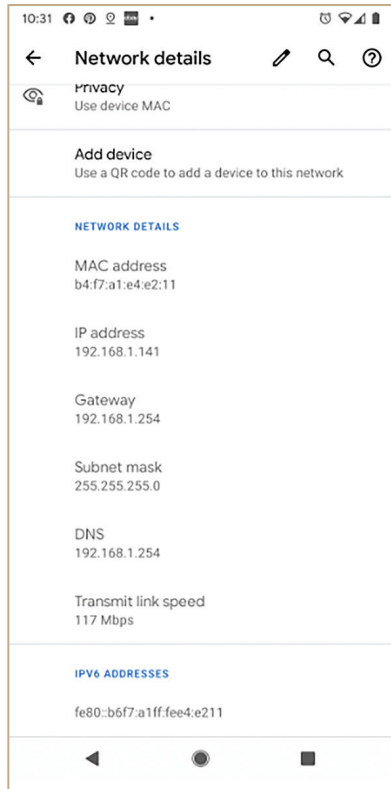 10:31
Network details
Privacy
Use device MAC
Add device
Use a QR code to add a device to this network
NETWORK DETAILS
MAC address
b4:f7:a1:e4:e2:11
IP address
192.168.1.141
Gateway
192.168.1.254
Subnet mask
255.255.255.0
DNS
192.168.1.254
Transmit link speed
117 Mbps
IPV6 ADDRESSES
fe80::b6f7:a1ff:fee4:e211